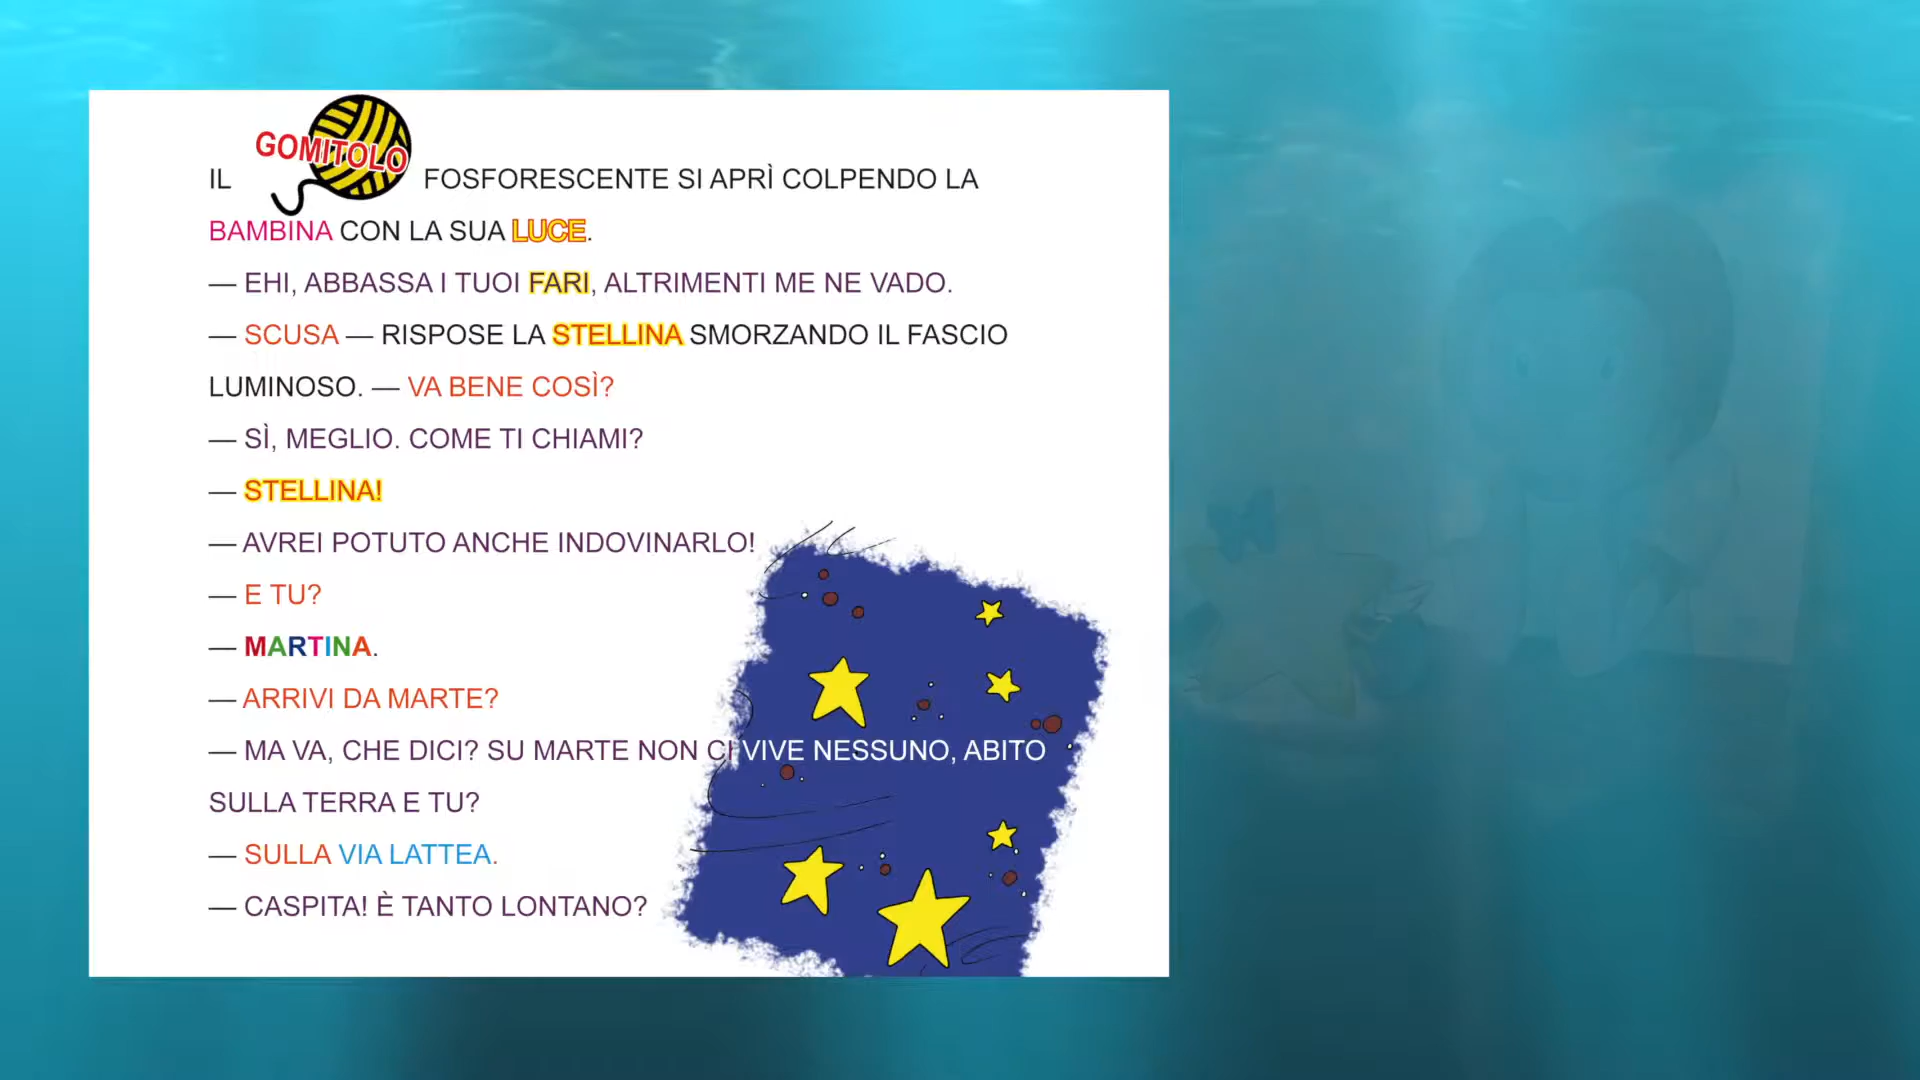 IL GOMITOLO FOSFORESCENTE SI APRÌ COLPENDO LA
BAMBINA CON LA SUA LUCE.
— EHI, ABBASSA I TUOI FARI, ALTRIMENTI ME NE VADO.
— SCUSA — RISPOSE LA STELLINA SMORZANDO IL FASCIO
LUMINOSO. — VA BENE COSÌ?
— SÌ, MEGLIO. COME TI CHIAMI?
— STELLINA!
— AVREI POTUTO ANCHE INDOVINARLO!
— E TU?
— MARTINA.
— ARRIVI DA MARTE?
— MA VA, CHE DICI? SU MARTE NON CI VIVE NESSUNO, ABITO
SULLA TERRA E TU?
— SULLA VIA LATTEA.
— CASPITA! È TANTO LONTANO?